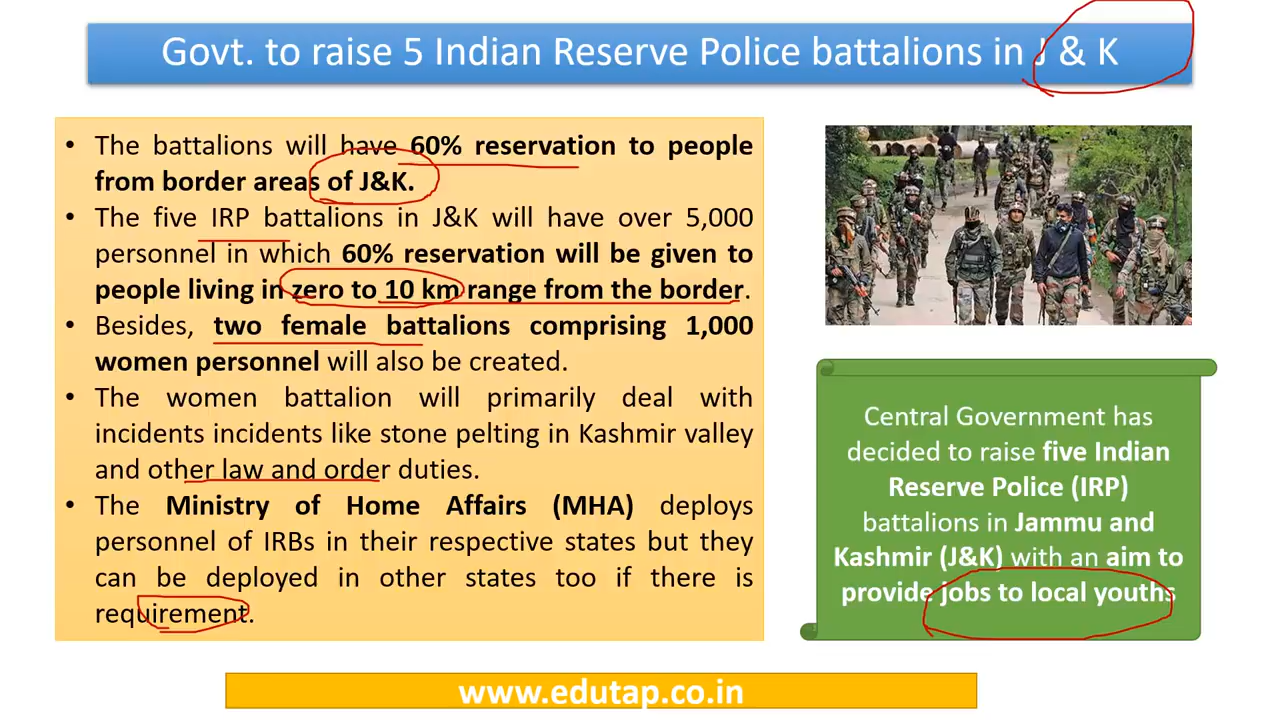 Govt. to raise 5 Indian Reserve Police battalions in J & K
• The battalions will have 60% reservation to people
from border areas of J&K.
• The five IRP battalions in J&K will have over 5,000
personnel in which 60% reservation will be given to
people living in zero to 10 km range from the border.
• Besides, two female battalions comprising 1,000
women personnel will also be created.
• The women battalion will primarily deal with
incidents incidents like stone pelting in Kashmir valley
and other law and order duties.
• The Ministry of Home Affairs (MHA) deploys
personnel of IRBs in their respective states but they
can be deployed in other states too if there is
requirement.
Central Government has
decided to raise five Indian
Reserve Police (IRP)
battalions in Jammu and
Kashmir (J&K) with an aim to
provide jobs to local youths
www.edutap.co.in